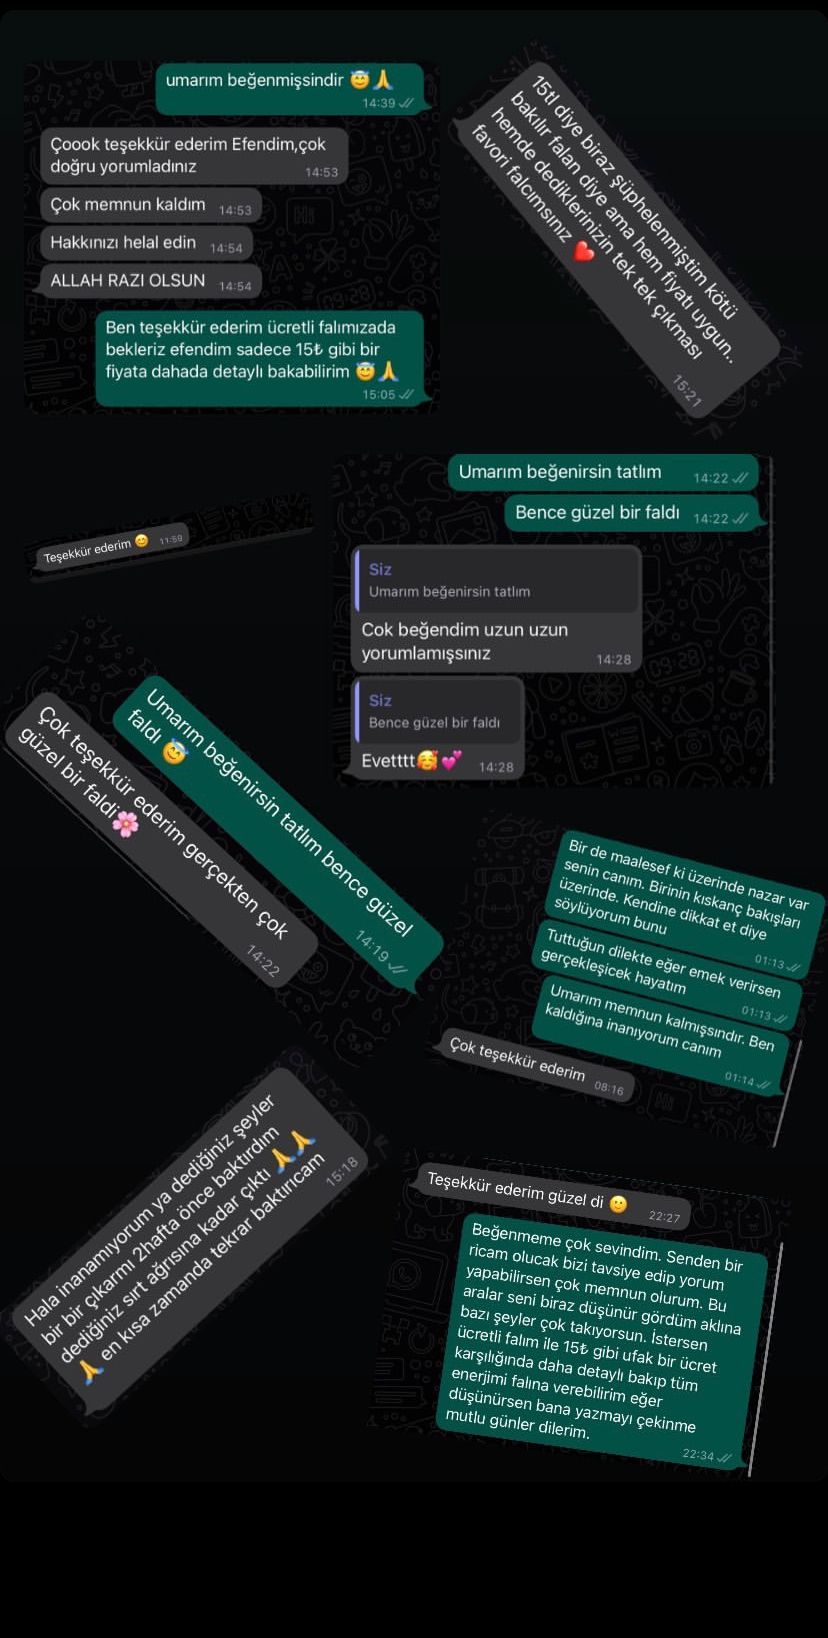 umarım beğenmişsindir 😇🙏
14:39
Çoook teşekkür ederim Efendim,çok
doğru yorumladınız
14:53
Çok memnun kaldım 14:53
Hakkınızı helal edin 14:54
ALLAH RAZI OLSUN 14:54
Ben teşekkür ederim ücretli falımızada
bekleriz efendim sadece 15₺ gibi bir
fiyata dahada detaylı bakabilirim 😇🙏
15:05
15tl diye biraz şüphelenmiştim kötü
bakılır falan diye ama hem fiyatı uygun..
hemde dediklerinizin tek tek çıkması
favori falcımsınız ❤️
15:21
Teşekkür ederim 😊 11:59
Umarım beğenirsin tatlım 14:22
Bence güzel bir faldı 14:22
Siz
Umarım beğenirsin tatlım
Cok beğendim uzun uzun
yorumlamışsınız
14:28
Siz
Bence güzel bir faldı
Evetttt🥰💕 14:28
Umarım beğenirsin tatlım bence güzel
faldı 😇
14:19
Çok teşekkür ederim gerçekten çok
güzel bir faldi🌸
14:22
Bir de maalesef ki üzerinde nazar var
senin canım. Birinin kıskanç bakışları
üzerinde. Kendine dikkat et diye
söylüyorum bunu
01:13
Tuttuğun dilekte eğer emek verirsen
gerçekleşicek hayatım
01:13
Umarım memnun kalmışsındır. Ben
kaldığına inanıyorum canım
01:14
Çok teşekkür ederim 08:16
Hala inanamıyorum ya dediğiniz şeyler
bir bir çıkarmı 2hafta önce baktırdım
dediğiniz sırt ağrısına kadar çıktı 🙏🙏
🙏 en kısa zamanda tekrar baktırıcam
15:18
Teşekkür ederim güzel di 🙂
22:27
Beğenmeme çok sevindim. Senden bir
ricam olucak bizi tavsiye edip yorum
yapabilirsen çok memnun olurum. Bu
aralar seni biraz düşünür gördüm aklına
bazı şeyler çok takıyorsun. İstersen
ücretli falım ile 15₺ gibi ufak bir ücret
karşılığında daha detaylı bakıp tüm
enerjimi falına verebilirim eğer
düşünürsen bana yazmayı çekinme
mutlu günler dilerim.
22:34